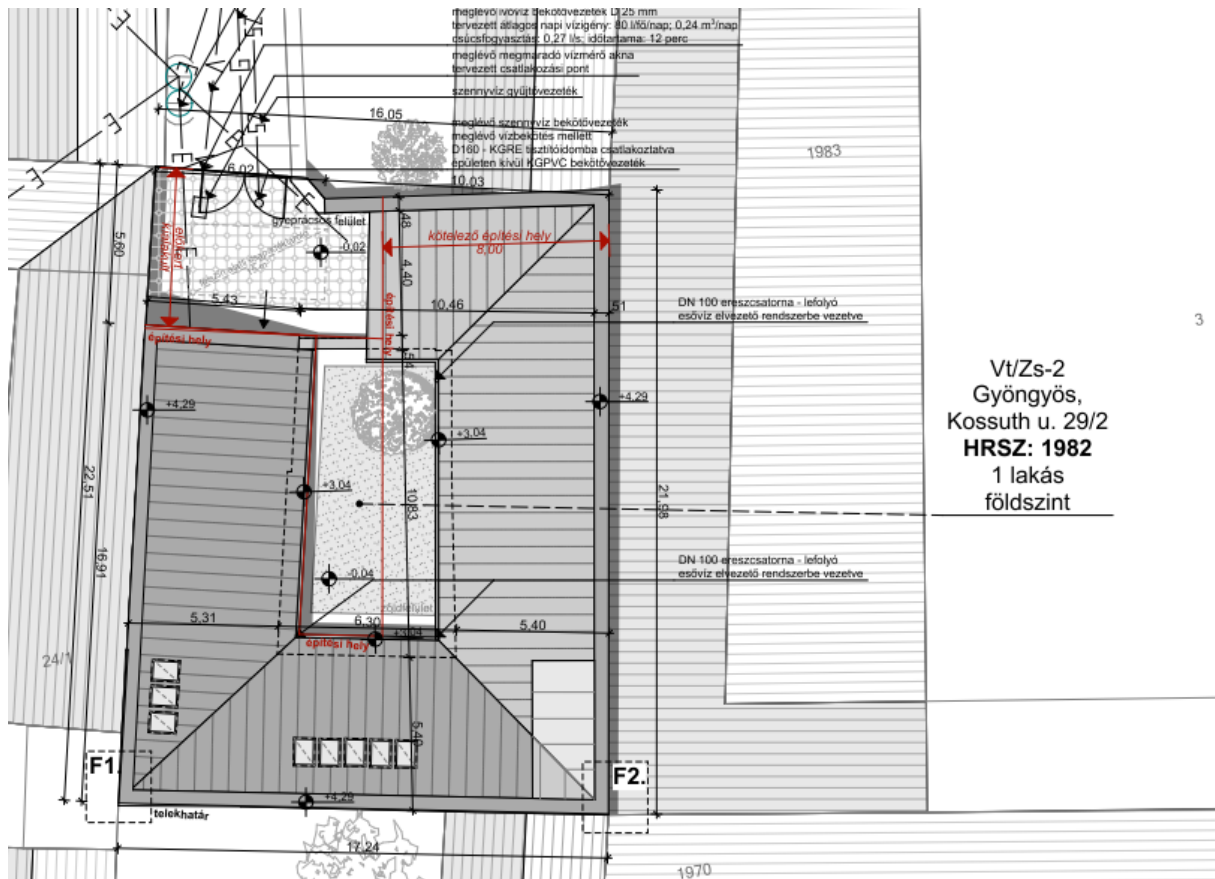 meglévő ivóvíz bekötővezeték D 25 mm
tervezett átlagos napi vízigény: 80 l/fő/nap; 0,24 m³/nap
csúcsfogyasztás: 0,27 l/s; időtartama: 12 perc
meglévő megmaradó vízmérő akna
tervezett csatlakozási pont
szennyvíz gyűjtővezeték
16,05
meglévő szennyvíz bekötővezeték
meglévő vízbekötés mellett
D160 - KGRE tisztítóidomba csatlakoztatva
épületen kívül KGPVC bekötővezeték
1983
6,02
10,03
gyeprácsos felület
48
-0,02
kötelező építési hely
8,00
előkert
5,60
4,40
5,43
10,46
51
építési hely
építési hely
54
DN 100 ereszcsatorna - lefolyó
esővíz elvezető rendszerbe vezetve
3
Vt/Zs-2
Gyöngyös,
Kossuth u. 29/2
HRSZ: 1982
1 lakás
földszint
+4,29
+4,29
+3,04
+3,04
22,51
16,91
10,83
21,98
DN 100 ereszcsatorna - lefolyó
esővíz elvezető rendszerbe vezetve
-0,04
zöldfelület
5,31
6,30
5,40
+3,04
építési hely
24/1
5,40
F1.
F2.
telekhatár
+4,29
17,24
1970